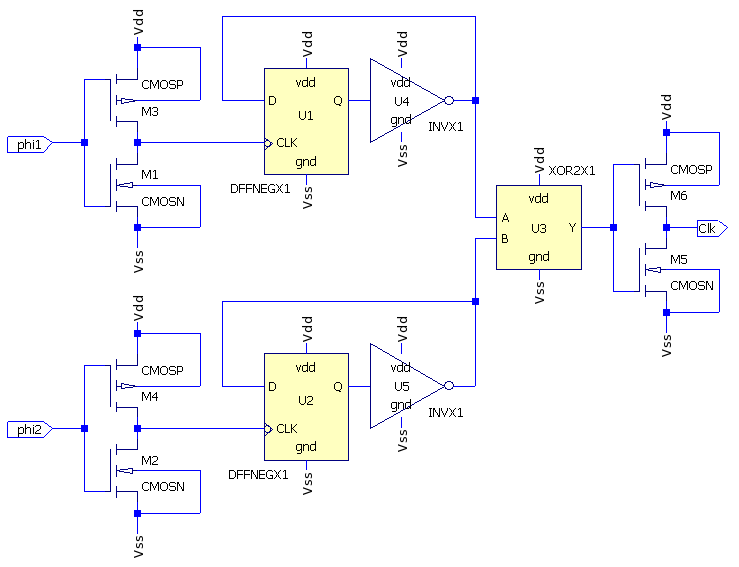 Vdd
Vdd
Vdd
CMOSP
vdd
vdd
M3
D
U1
Q
U4
gnd
INVX1
phi1
CLK
gnd
Vss
M1
DFFNEGX1
Vss
CMOSN
Vss
Vdd
XOR2X1
Vdd
vdd
CMOSP
M6
A
B
U3
Y
Clk
gnd
M5
CMOSN
Vss
Vss
Vdd
Vdd
Vdd
CMOSP
vdd
vdd
M4
D
U2
Q
U5
gnd
INVX1
phi2
CLK
gnd
Vss
M2
DFFNEGX1
Vss
CMOSN
Vss